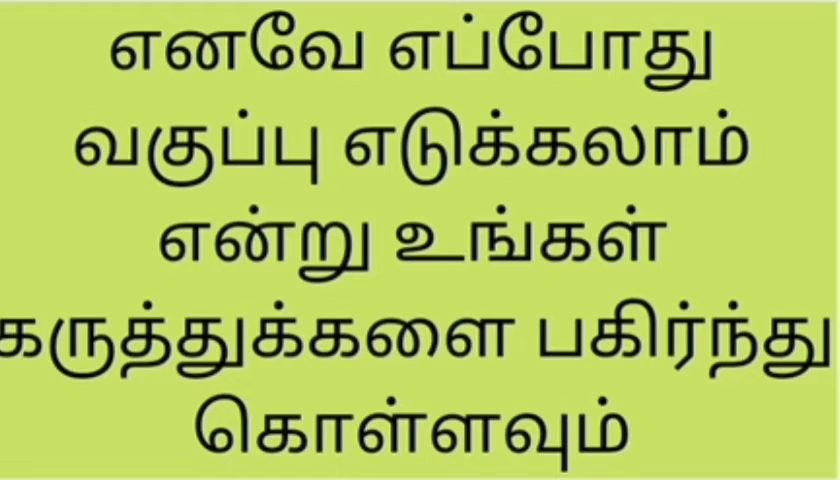 எனவே எப்போது
வகுப்பு எடுக்கலாம்
என்று உங்கள்
கருத்துக்களை பகிர்ந்து
கொள்ளவும்